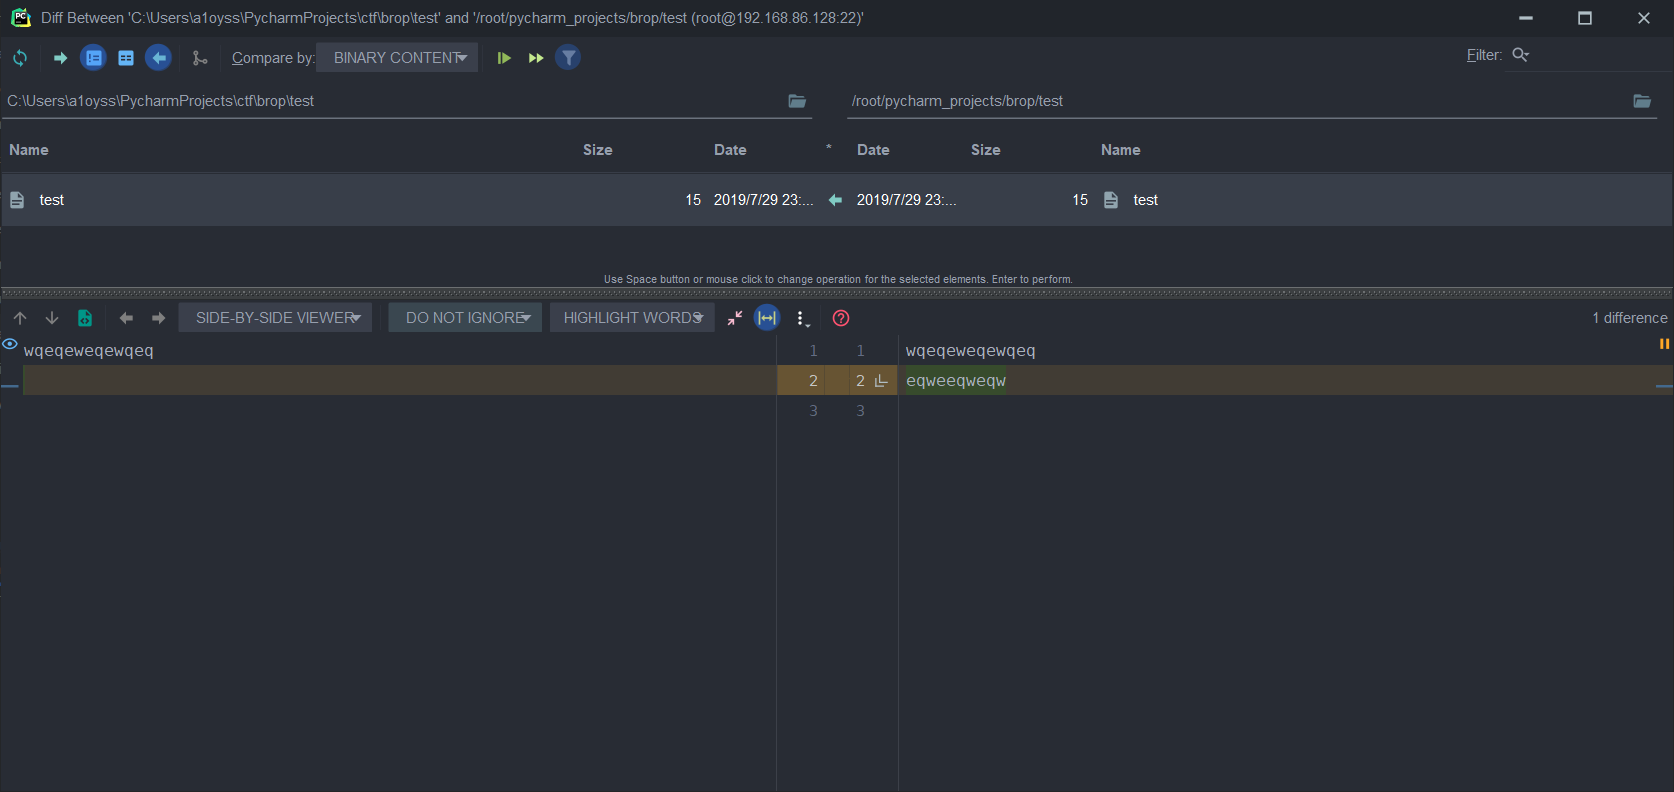 PC
Diff Between 'C:\Users\a1oyss\PycharmProjects\ctf\brop\test' and '/root/pycharm_projects/brop/test (root@192.168.86.128:22)'
Compare by: BINARY CONTENT Filter:
C:\Users\a1oyss\PycharmProjects\ctf\brop\test /root/pycharm_projects/brop/test
Name Size Date * Date Size Name
test 15 2019/7/29 23:... 2019/7/29 23:... 15 test
Use Space button or mouse click to change operation for the selected elements. Enter to perform.
SIDE-BY-SIDE VIEWER DO NOT IGNORE HIGHLIGHT WORDS ? 1 difference
wqeqeweqewqeq 1 1 wqeqeweqewqeq
2 2 eqweeqweqw
3 3